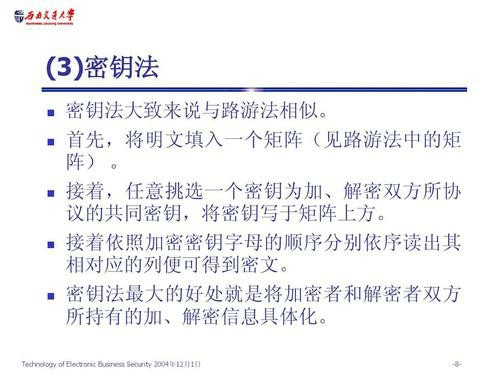 西南交通大学
Southwest Jiaotong University
(3)密钥法
密钥法大致来说与路游法相似。
首先，将明文填入一个矩阵（见路游法中的矩
阵）。
接着，任意挑选一个密钥为加、解密双方所协
议的共同密钥，将密钥写于矩阵上方。
接着依照加密密钥字母的顺序分别依序读出其
相对应的列便可得到密文。
密钥法最大的好处就是将加密者和解密者双方
所持有的加、解密信息具体化。
Technology of Electronic Business Security 2004年12月1日
-8-